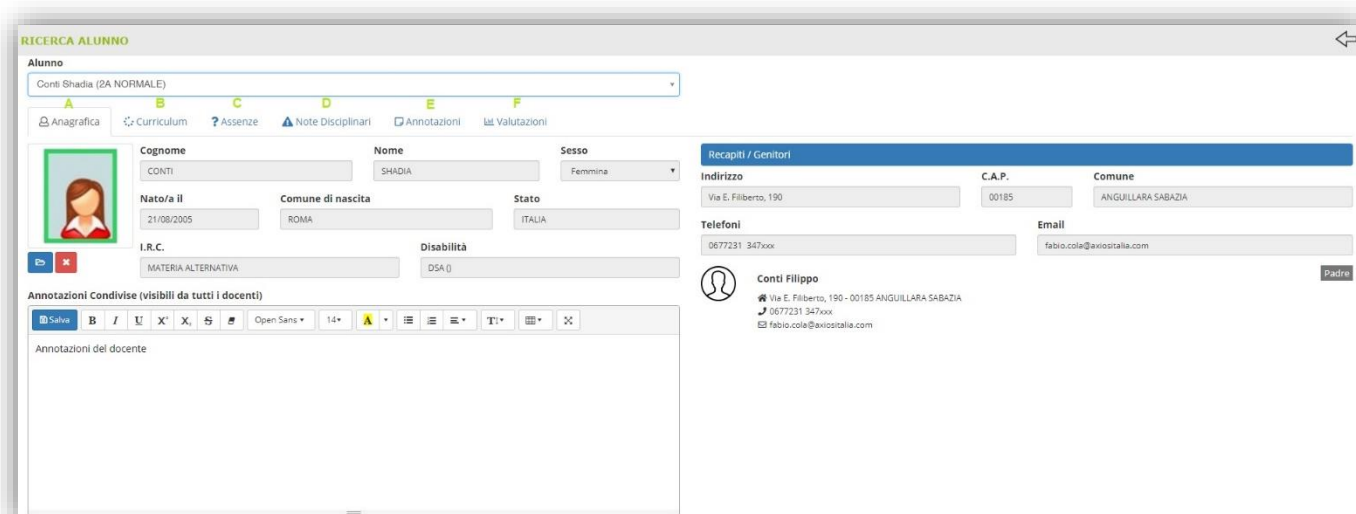 RICERCA ALUNNO
Alunno
Conti Shadia (2A NORMALE)
A B C D E F
Anagrafica Curriculum Assenze Note Disciplinari Annotazioni Valutazioni
Cognome Nome Sesso
CONTI SHADIA Femmina
Nato/a il Comune di nascita Stato
21/08/2005 ROMA ITALIA
I.R.C. Disabilità
MATERIA ALTERNATIVA DSA ()
Annotazioni Condivise (visibili da tutti i docenti)
Salva B I U X² X₂ S Open Sans 14 A T
Annotazioni del docente
Recapiti / Genitori
Indirizzo C.A.P. Comune
Via E. Filiberto, 190 00185 ANGUILLARA SABAZIA
Telefoni Email
0677231 347xxx fabio.cola@axiositalia.com
Conti Filippo Padre
Via E. Filiberto, 190 - 00185 ANGUILLARA SABAZIA
0677231 347xxx
fabio.cola@axiositalia.com